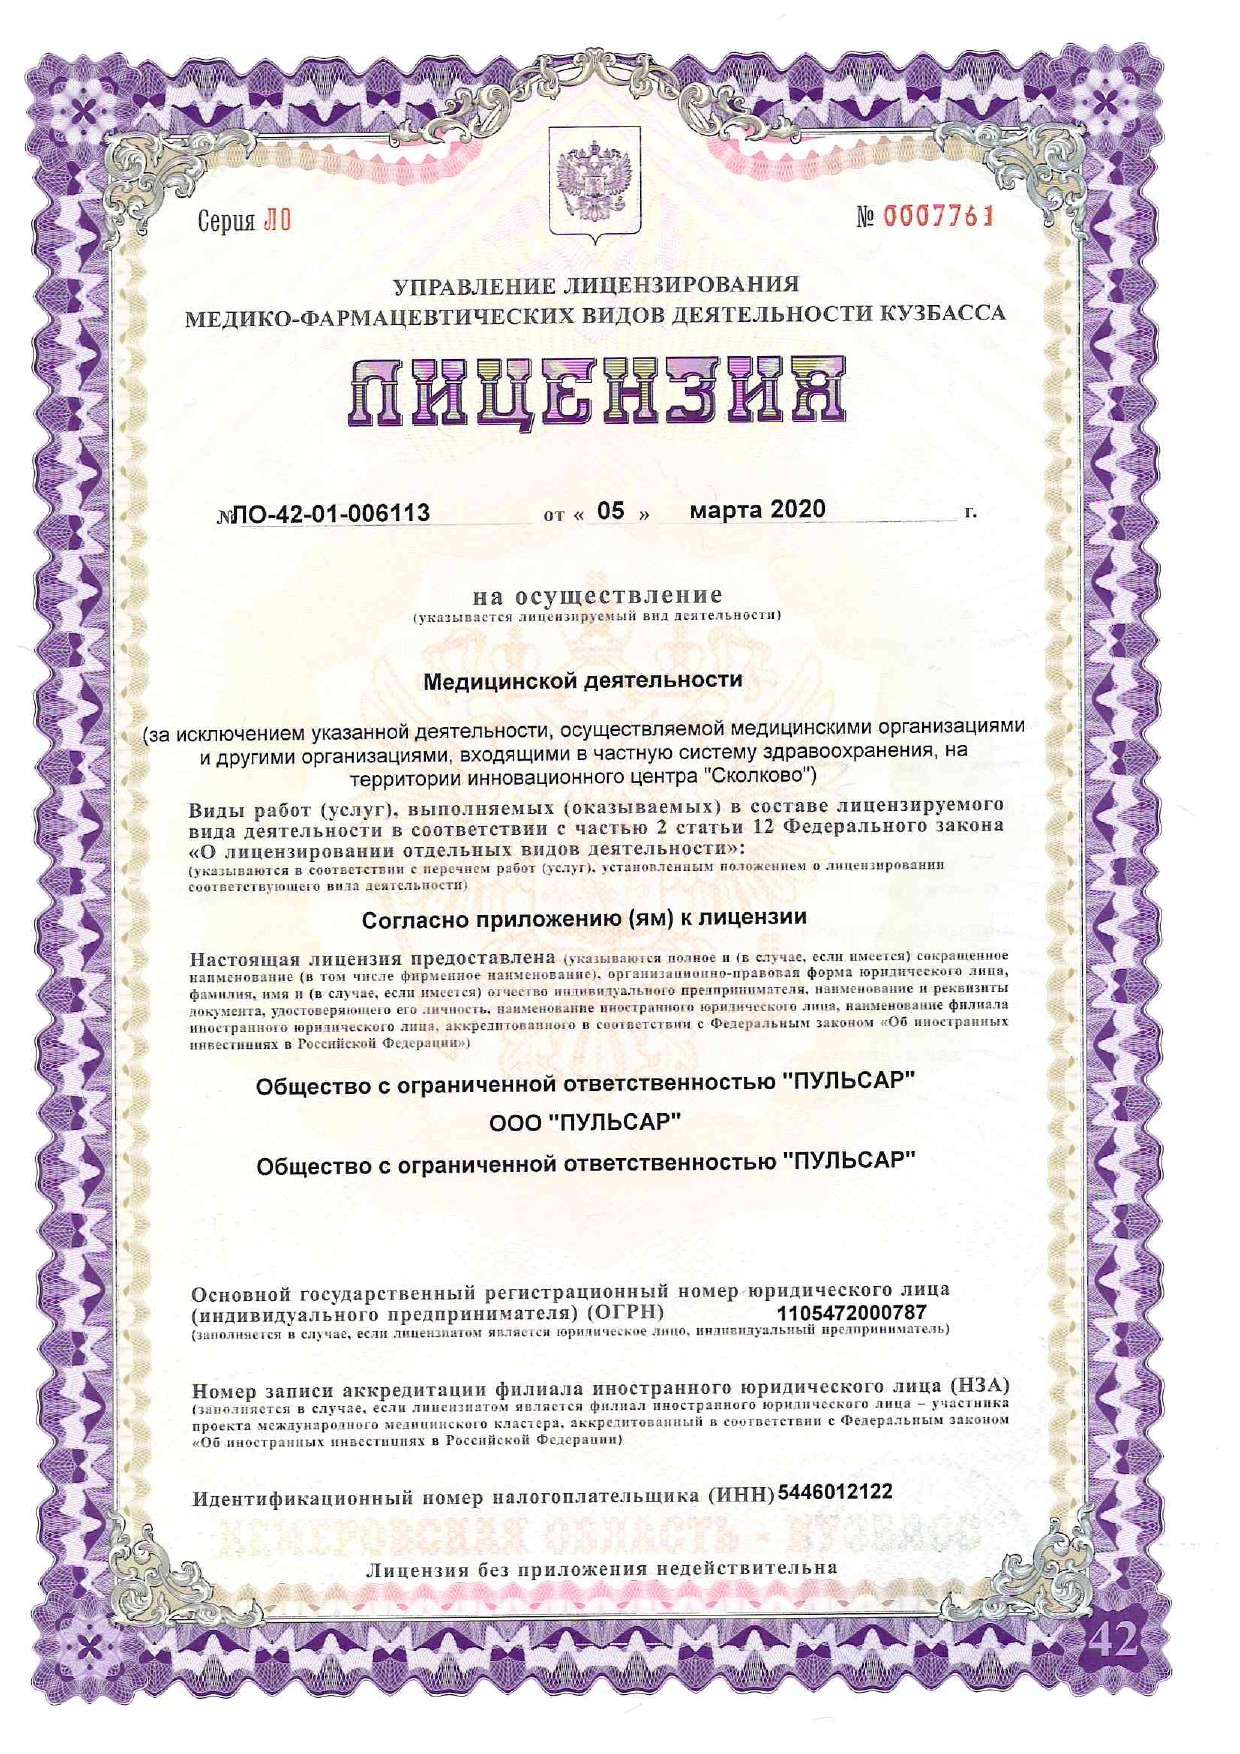 Серия ЛО
№ 0007761
УПРАВЛЕНИЕ ЛИЦЕНЗИРОВАНИЯ
МЕДИКО-ФАРМАЦЕВТИЧЕСКИХ ВИДОВ ДЕЯТЕЛЬНОСТИ КУЗБАССА
ЛИЦЕНЗИЯ
№ЛО-42-01-006113 от « 05 » марта 2020 г.
на осуществление
(указывается лицензируемый вид деятельности)
Медицинской деятельности
(за исключением указанной деятельности, осуществляемой медицинскими организациями
и другими организациями, входящими в частную систему здравоохранения, на
территории инновационного центра "Сколково")
Виды работ (услуг), выполняемых (оказываемых) в составе лицензируемого
вида деятельности в соответствии с частью 2 статьи 12 Федерального закона
«О лицензировании отдельных видов деятельности»:
(указываются в соответствии с перечнем работ (услуг), установленным положением о лицензировании
соответствующего вида деятельности)
Согласно приложению (ям) к лицензии
Настоящая лицензия предоставлена (указываются полное и (в случае, если имеется) сокращенное
наименование (в том числе фирменное наименование), организационно-правовая форма юридического лица,
фамилия, имя и (в случае, если имеется) отчество индивидуального предпринимателя, наименование и реквизиты
документа, удостоверяющего его личность, наименование иностранного юридического лица, наименование филиала
иностранного юридического лица, аккредитованного в соответствии с Федеральным законом «Об иностранных
инвестициях в Российской Федерации»)
Общество с ограниченной ответственностью "ПУЛЬСАР"
ООО "ПУЛЬСАР"
Общество с ограниченной ответственностью "ПУЛЬСАР"
Основной государственный регистрационный номер юридического лица
(индивидуального предпринимателя) (ОГРН) 1105472000787
(заполняется в случае, если лицензиатом является юридическое лицо, индивидуальный предприниматель)
Номер записи аккредитации филиала иностранного юридического лица (НЗА)
(заполняется в случае, если лицензиатом является филиал иностранного юридического лица – участника
проекта международного медицинского кластера, аккредитованный в соответствии с Федеральным законом
«Об иностранных инвестициях в Российской Федерации)
Идентификационный номер налогоплательщика (ИНН) 5446012122
КЕМЕРОВСКАЯ ОБЛАСТЬ - КУЗБАСС
Лицензия без приложения недействительна
42